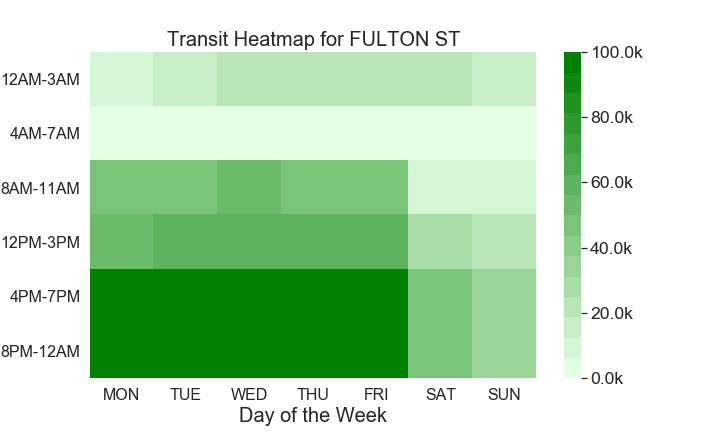 Transit Heatmap for FULTON ST
12AM-3AM
4AM-7AM
8AM-11AM
12PM-3PM
4PM-7PM
8PM-12AM
MON TUE WED THU FRI SAT SUN
Day of the Week
100.0k
80.0k
60.0k
40.0k
20.0k
0.0k